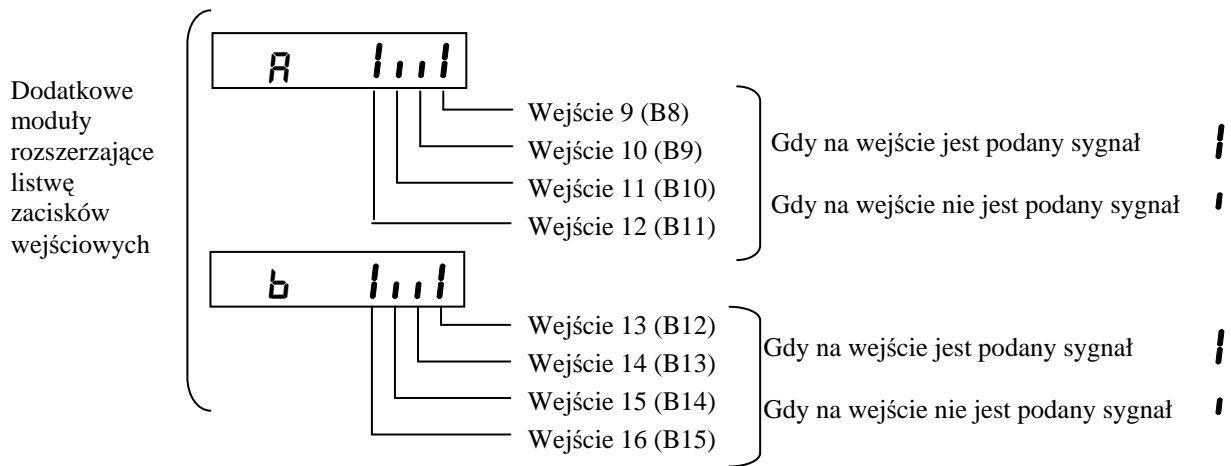 Dodatkowe
moduły
rozszerzające
listwę
zacisków
wejściowych
A 1ııı1
Wejście 9 (B8)
Wejście 10 (B9)
Wejście 11 (B10)
Wejście 12 (B11)
Gdy na wejście jest podany sygnał
Gdy na wejście nie jest podany sygnał
b 1ııı1
Wejście 13 (B12)
Wejście 14 (B13)
Wejście 15 (B14)
Wejście 16 (B15)
Gdy na wejście jest podany sygnał
Gdy na wejście nie jest podany sygnał